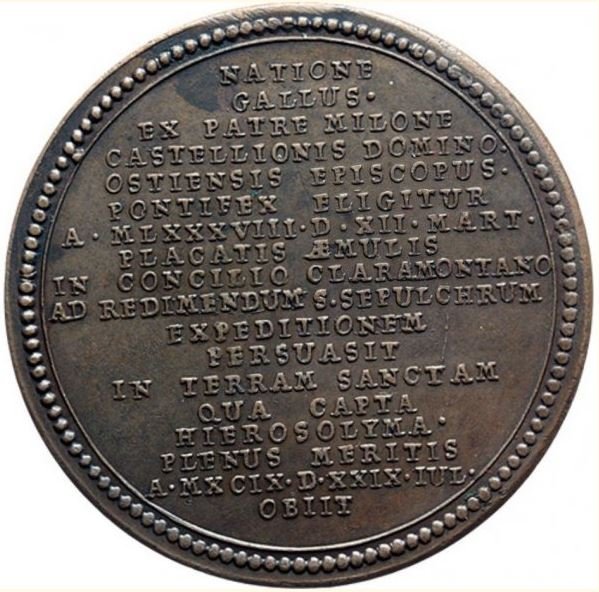 NATIONE
GALLUS·
EX PATRE MILONE
CASTELLIONIS DOMINO·
OSTIENSIS EPISCOPUS·
PONTIFEX ELIGITUR
A· MLXXXVIII·D·XII·MART·
PLACATIS ÆMULIS
IN CONCILIO CLARAMONTANO
AD REDIMENDUM S·SEPULCHRUM
EXPEDITIONEM
PERSUASIT
IN TERRAM SANCTAM
QUA CAPTA
HIEROSOLYMA·
PLENUS MERITIS
A·MXCIX·D·XXIX·IUL·
OBIIT